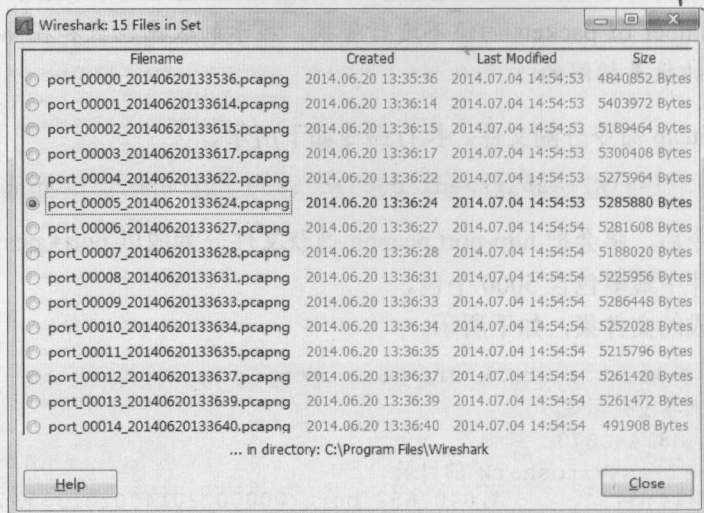 Wireshark: 15 Files in Set
Filename Created Last Modified Size
port_00000_20140620133536.pcapng 2014.06.20 13:35:36 2014.07.04 14:54:53 4840852 Bytes
port_00001_20140620133614.pcapng 2014.06.20 13:36:14 2014.07.04 14:54:53 5403972 Bytes
port_00002_20140620133615.pcapng 2014.06.20 13:36:15 2014.07.04 14:54:53 5189464 Bytes
port_00003_20140620133617.pcapng 2014.06.20 13:36:17 2014.07.04 14:54:53 5300408 Bytes
port_00004_20140620133622.pcapng 2014.06.20 13:36:22 2014.07.04 14:54:53 5275964 Bytes
port_00005_20140620133624.pcapng 2014.06.20 13:36:24 2014.07.04 14:54:53 5285880 Bytes
port_00006_20140620133627.pcapng 2014.06.20 13:36:27 2014.07.04 14:54:54 5281608 Bytes
port_00007_20140620133628.pcapng 2014.06.20 13:36:28 2014.07.04 14:54:54 5188020 Bytes
port_00008_20140620133631.pcapng 2014.06.20 13:36:31 2014.07.04 14:54:54 5225956 Bytes
port_00009_20140620133633.pcapng 2014.06.20 13:36:33 2014.07.04 14:54:54 5286448 Bytes
port_00010_20140620133634.pcapng 2014.06.20 13:36:34 2014.07.04 14:54:54 5252028 Bytes
port_00011_20140620133635.pcapng 2014.06.20 13:36:35 2014.07.04 14:54:54 5215796 Bytes
port_00012_20140620133637.pcapng 2014.06.20 13:36:37 2014.07.04 14:54:54 5261420 Bytes
port_00013_20140620133639.pcapng 2014.06.20 13:36:39 2014.07.04 14:54:54 5261472 Bytes
port_00014_20140620133640.pcapng 2014.06.20 13:36:40 2014.07.04 14:54:54 491908 Bytes
... in directory: C:\Program Files\Wireshark
Help Close